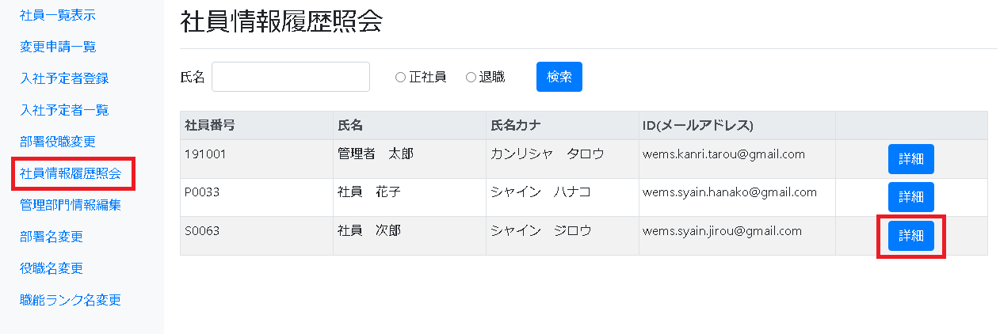 社員一覧表示
変更申請一覧
入社予定者登録
入社予定者一覧
部署役職変更
社員情報履歴照会
管理部門情報編集
部署名変更
役職名変更
職能ランク名変更
社員情報履歴照会
氏名 正社員 退職 検索
社員番号 氏名 氏名カナ ID(メールアドレス)
191001 管理者　太郎 カンリシャ　タロウ wems.kanri.tarou@gmail.com 詳細
P0033 社員　花子 シャイン　ハナコ wems.syain.hanako@gmail.com 詳細
S0063 社員　次郎 シャイン　ジロウ wems.syain.jirou@gmail.com 詳細